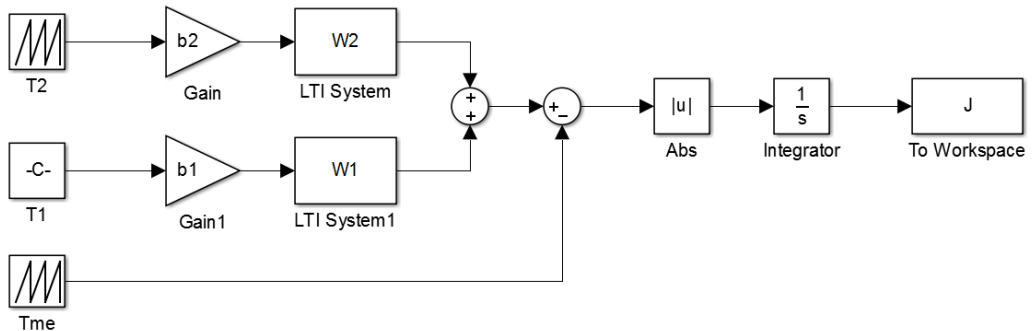 b2
W2
T2
Gain
LTI System
+
+
+
−
|u|
1
s
J
Abs
Integrator
To Workspace
-C-
b1
W1
T1
Gain1
LTI System1
Tme